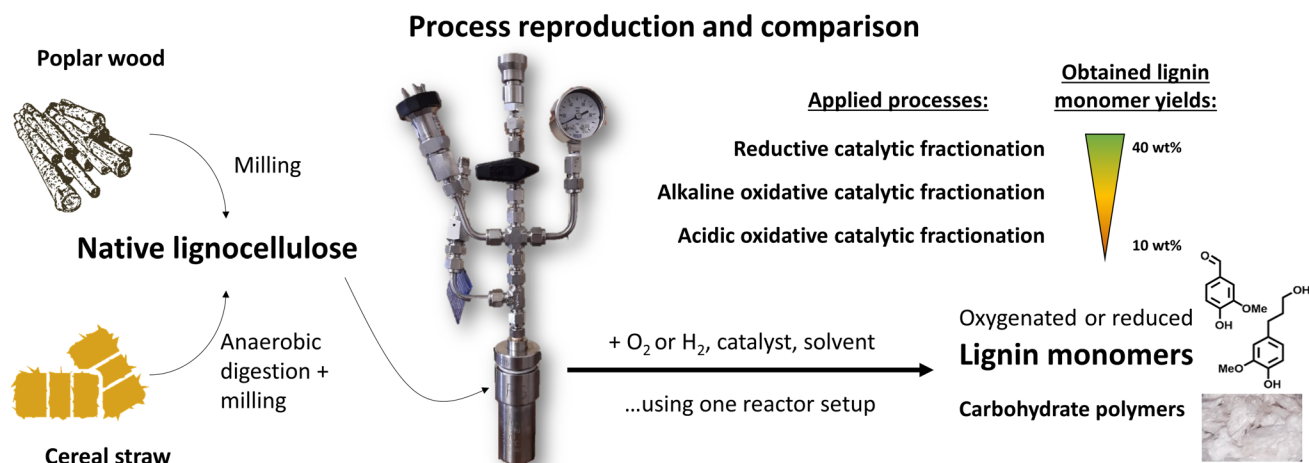 Process reproduction and comparison
Poplar wood
Milling
Native lignocellulose
Anaerobic
digestion +
milling
Cereal straw
Applied processes:
Obtained lignin
monomer yields:
Reductive catalytic fractionation
Alkaline oxidative catalytic fractionation
Acidic oxidative catalytic fractionation
40 wt%
10 wt%
+ O₂ or H₂, catalyst, solvent
...using one reactor setup
Oxygenated or reduced
Lignin monomers
Carbohydrate polymers
O
OMe
OH
OH
MeO
OH